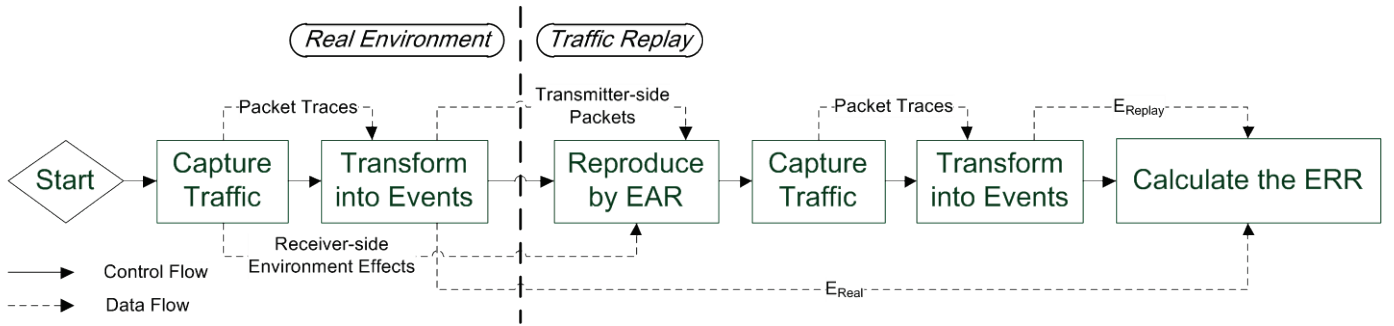 Real Environment
Traffic Replay
Packet Traces
Transmitter-side
Packets
Packet Traces
E_Replay
Start
Capture
Traffic
Transform
into Events
Reproduce
by EAR
Capture
Traffic
Transform
into Events
Calculate the ERR
Receiver-side
Environment Effects
E_Real
Control Flow
Data Flow